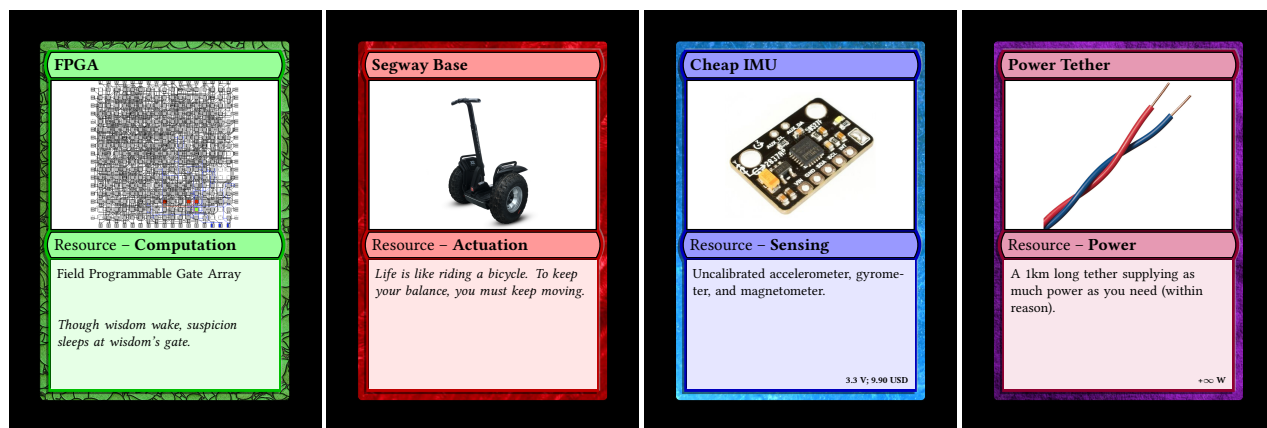 FPGA
Resource – Computation
Field Programmable Gate Array
Though wisdom wake, suspicion
sleeps at wisdom's gate.
Segway Base
Resource – Actuation
Life is like riding a bicycle. To keep
your balance, you must keep moving.
Cheap IMU
Resource – Sensing
Uncalibrated accelerometer, gyrome-
ter, and magnetometer.
3.3 V; 9.90 USD
Power Tether
Resource – Power
A 1km long tether supplying as
much power as you need (within
reason).
+∞ W